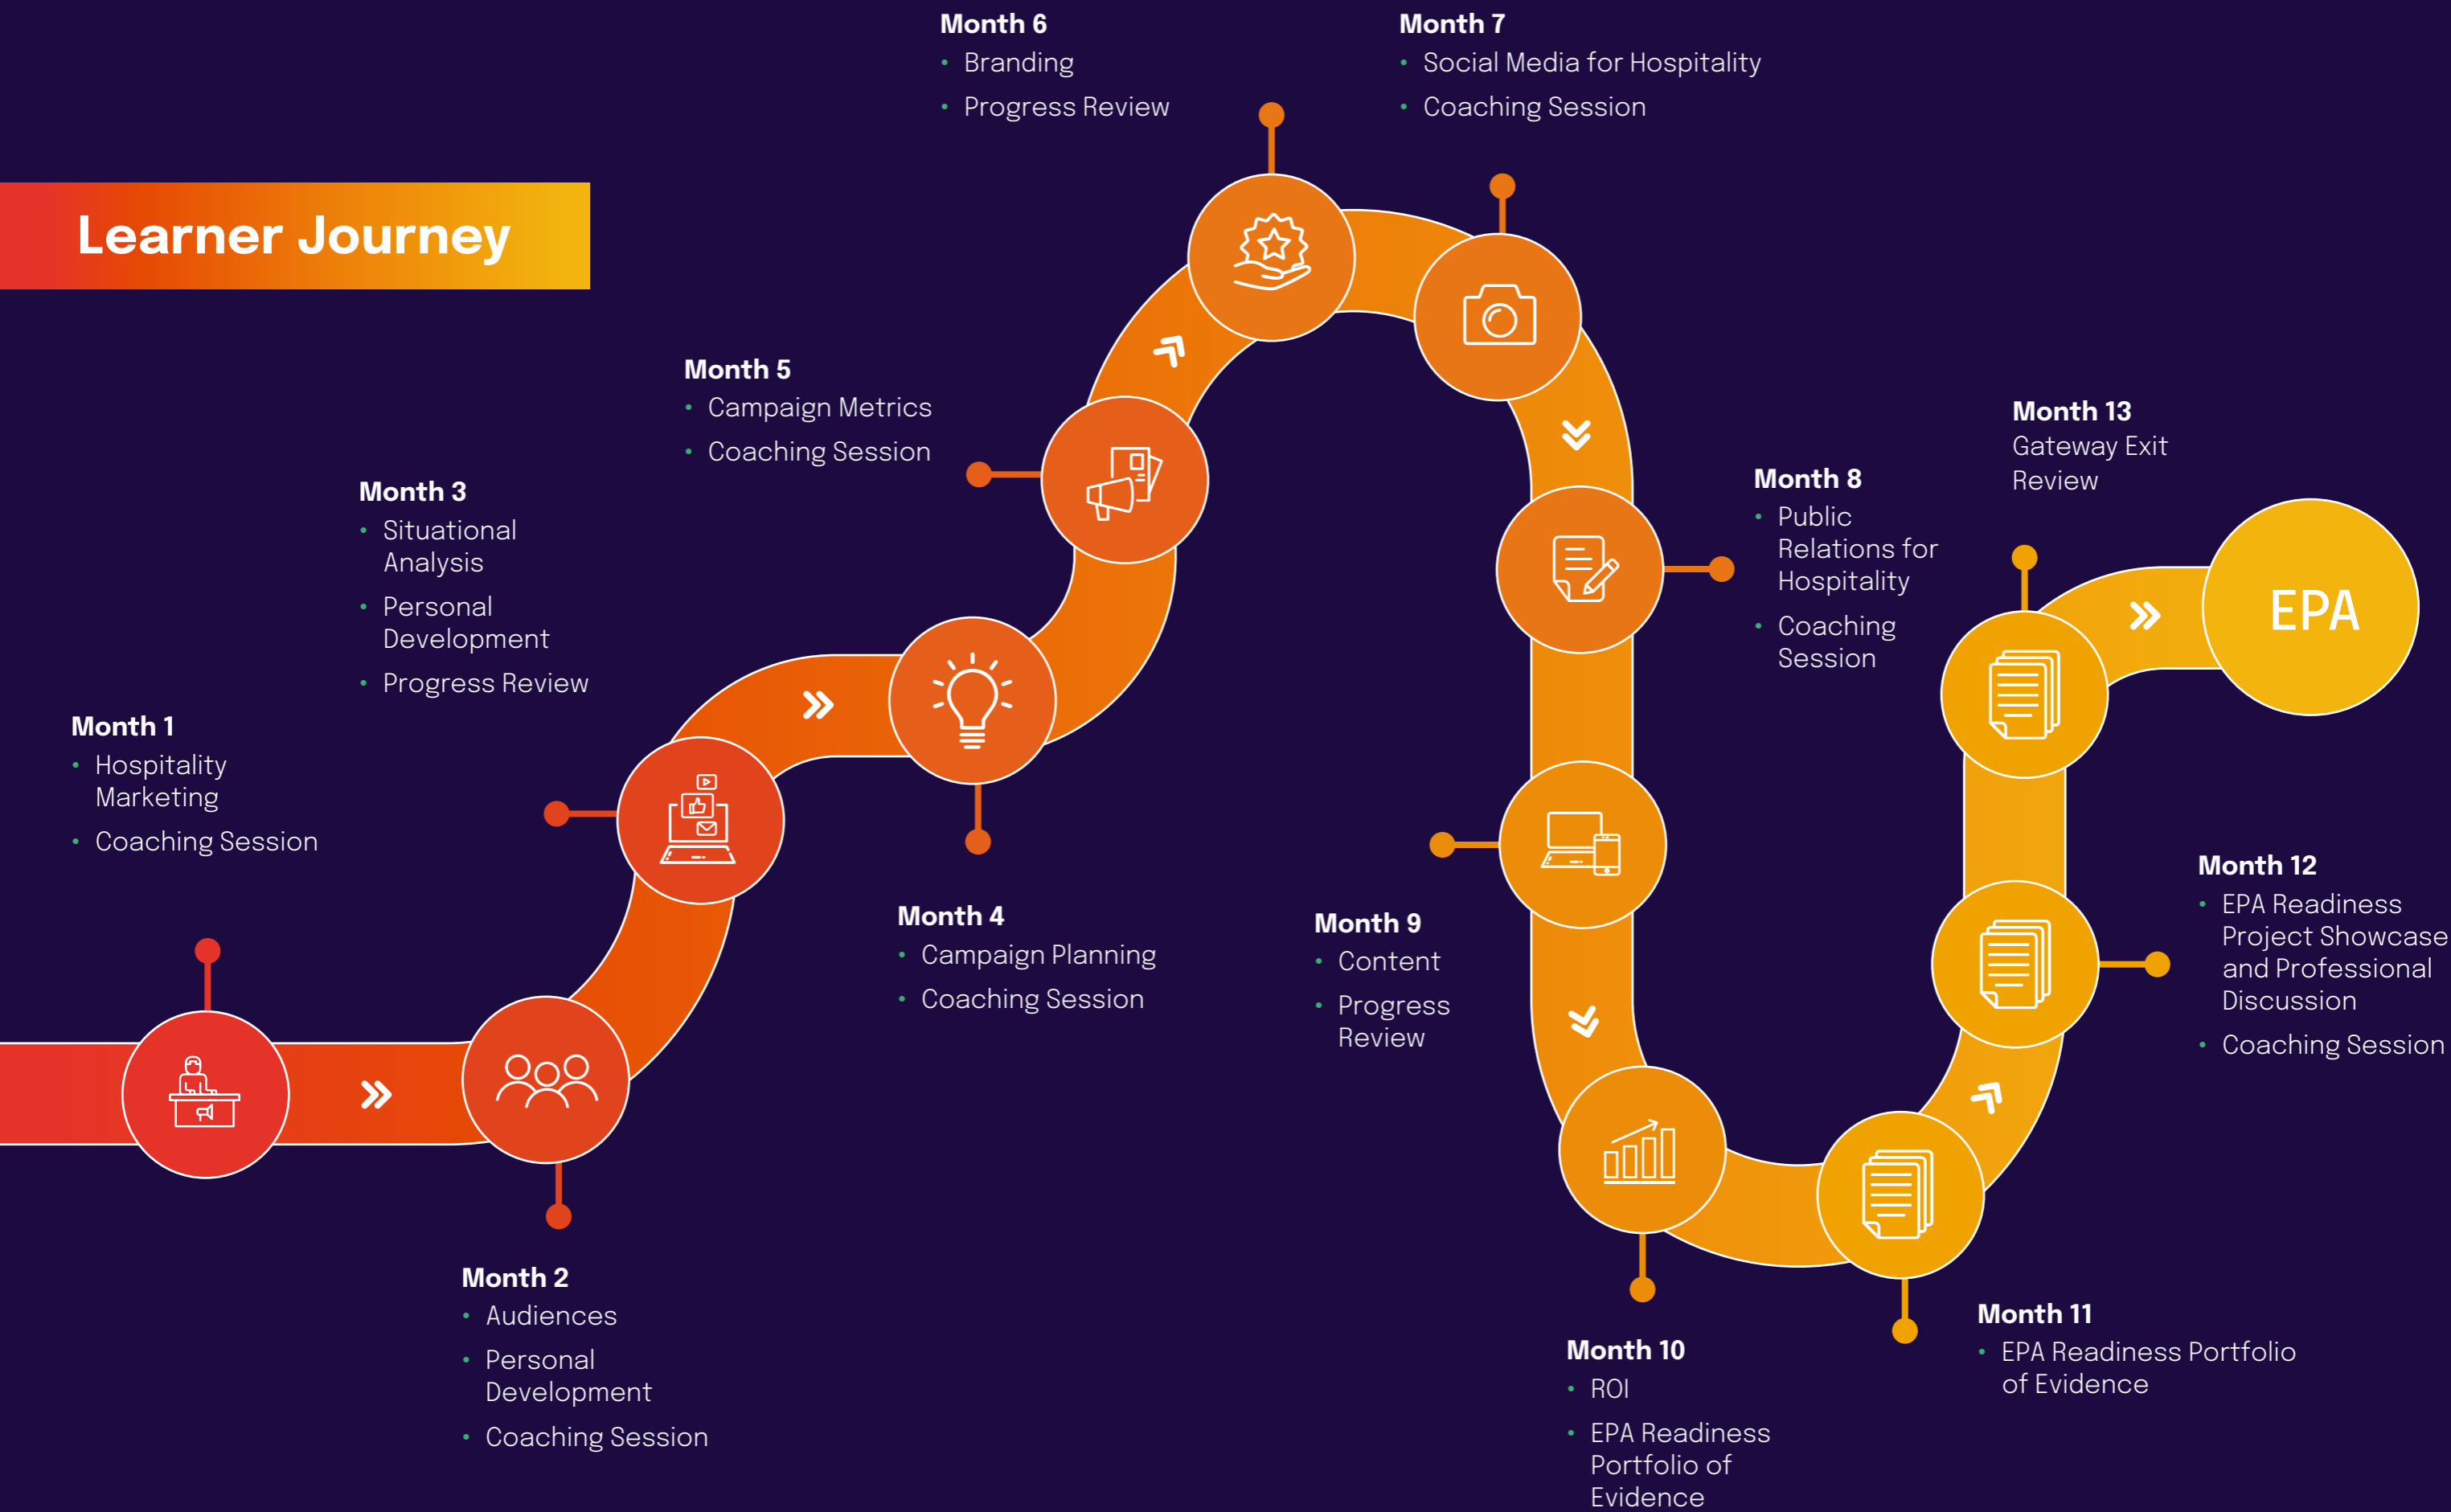 Learner Journey
Month 1
• Hospitality
Marketing
• Coaching Session
Month 2
• Audiences
• Personal
Development
• Coaching Session
Month 3
• Situational
Analysis
• Personal
Development
• Progress Review
Month 4
• Campaign Planning
• Coaching Session
Month 5
• Campaign Metrics
• Coaching Session
Month 6
• Branding
• Progress Review
Month 7
• Social Media for Hospitality
• Coaching Session
Month 8
• Public
Relations for
Hospitality
• Coaching
Session
Month 9
• Content
• Progress
Review
Month 10
• ROI
• EPA Readiness
Portfolio of
Evidence
Month 11
• EPA Readiness Portfolio
of Evidence
Month 12
• EPA Readiness
Project Showcase
and Professional
Discussion
• Coaching Session
Month 13
Gateway Exit
Review
EPA